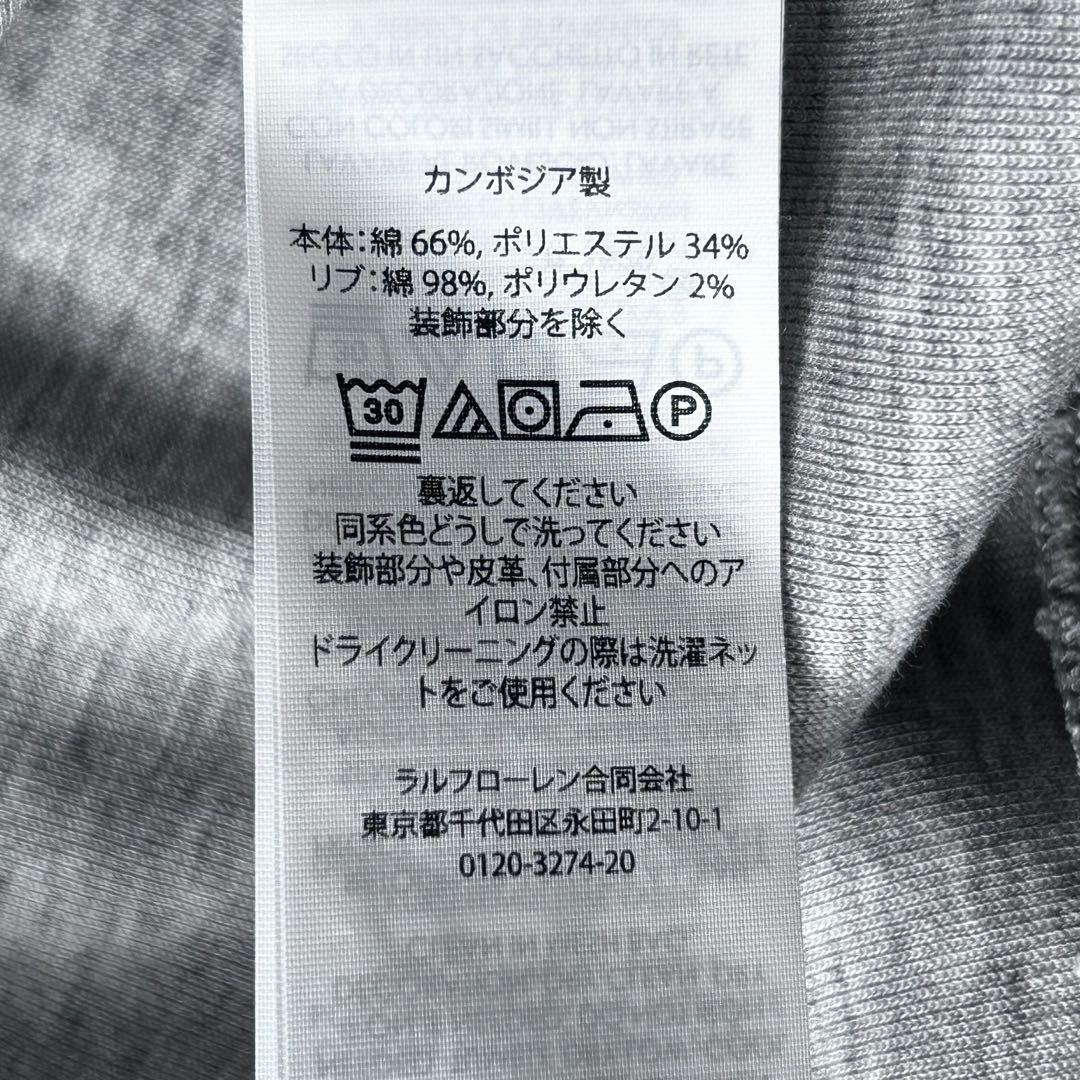 カンボジア製
本体:綿 66%, ポリエステル 34%
リブ:綿 98%, ポリウレタン 2%
装飾部分を除く
30
P
裏返してください
同系色どうしで洗ってください
装飾部分や皮革、付属部分へのア
イロン禁止
ドライクリーニングの際は洗濯ネッ
トをご使用ください
ラルフローレン合同会社
東京都千代田区永田町2-10-1
0120-3274-20